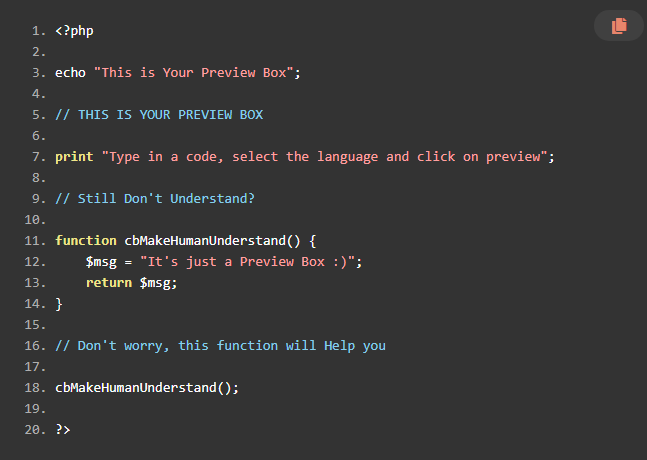 1. <?php
2.
3. echo "This is Your Preview Box";
4.
5. // THIS IS YOUR PREVIEW BOX
6.
7. print "Type in a code, select the language and click on preview";
8.
9. // Still Don't Understand?
10.
11. function cbMakeHumanUnderstand() {
12.     $msg = "It's just a Preview Box :)";
13.     return $msg;
14. }
15.
16. // Don't worry, this function will Help you
17.
18. cbMakeHumanUnderstand();
19.
20. ?>